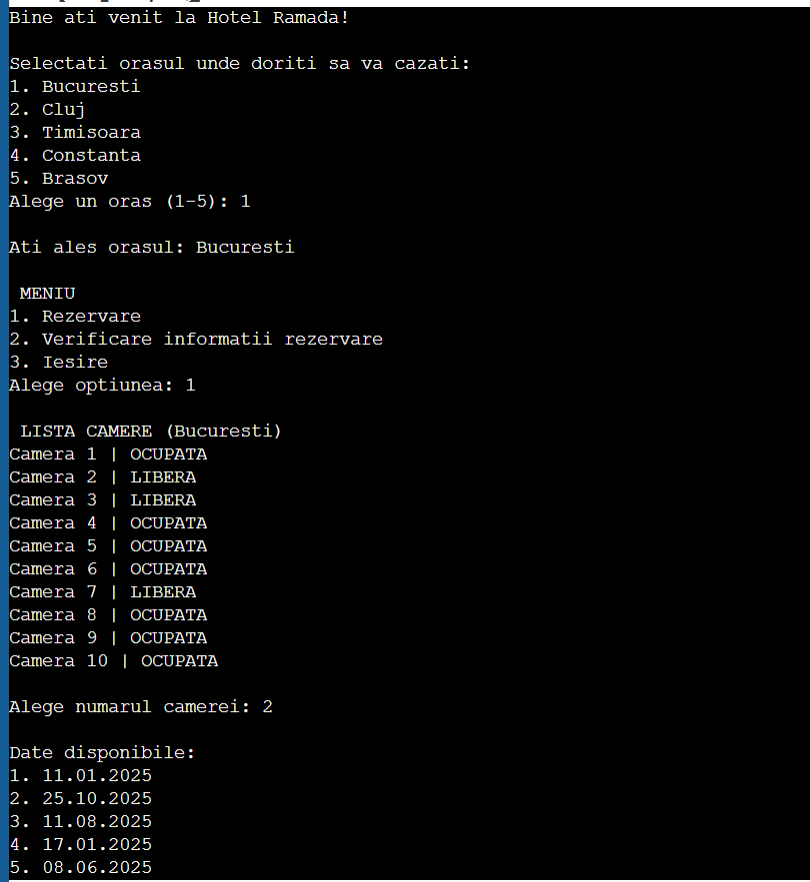 Bine ati venit la Hotel Ramada!
Selectati orasul unde doriti sa va cazati:
1. Bucuresti
2. Cluj
3. Timisoara
4. Constanta
5. Brasov
Alege un oras (1-5): 1
Ati ales orasul: Bucuresti
MENIU
1. Rezervare
2. Verificare informatii rezervare
3. Iesire
Alege optiunea: 1
LISTA CAMERE (Bucuresti)
Camera 1 | OCUPATA
Camera 2 | LIBERA
Camera 3 | LIBERA
Camera 4 | OCUPATA
Camera 5 | OCUPATA
Camera 6 | OCUPATA
Camera 7 | LIBERA
Camera 8 | OCUPATA
Camera 9 | OCUPATA
Camera 10 | OCUPATA
Alege numarul camerei: 2
Date disponibile:
1. 11.01.2025
2. 25.10.2025
3. 11.08.2025
4. 17.01.2025
5. 08.06.2025